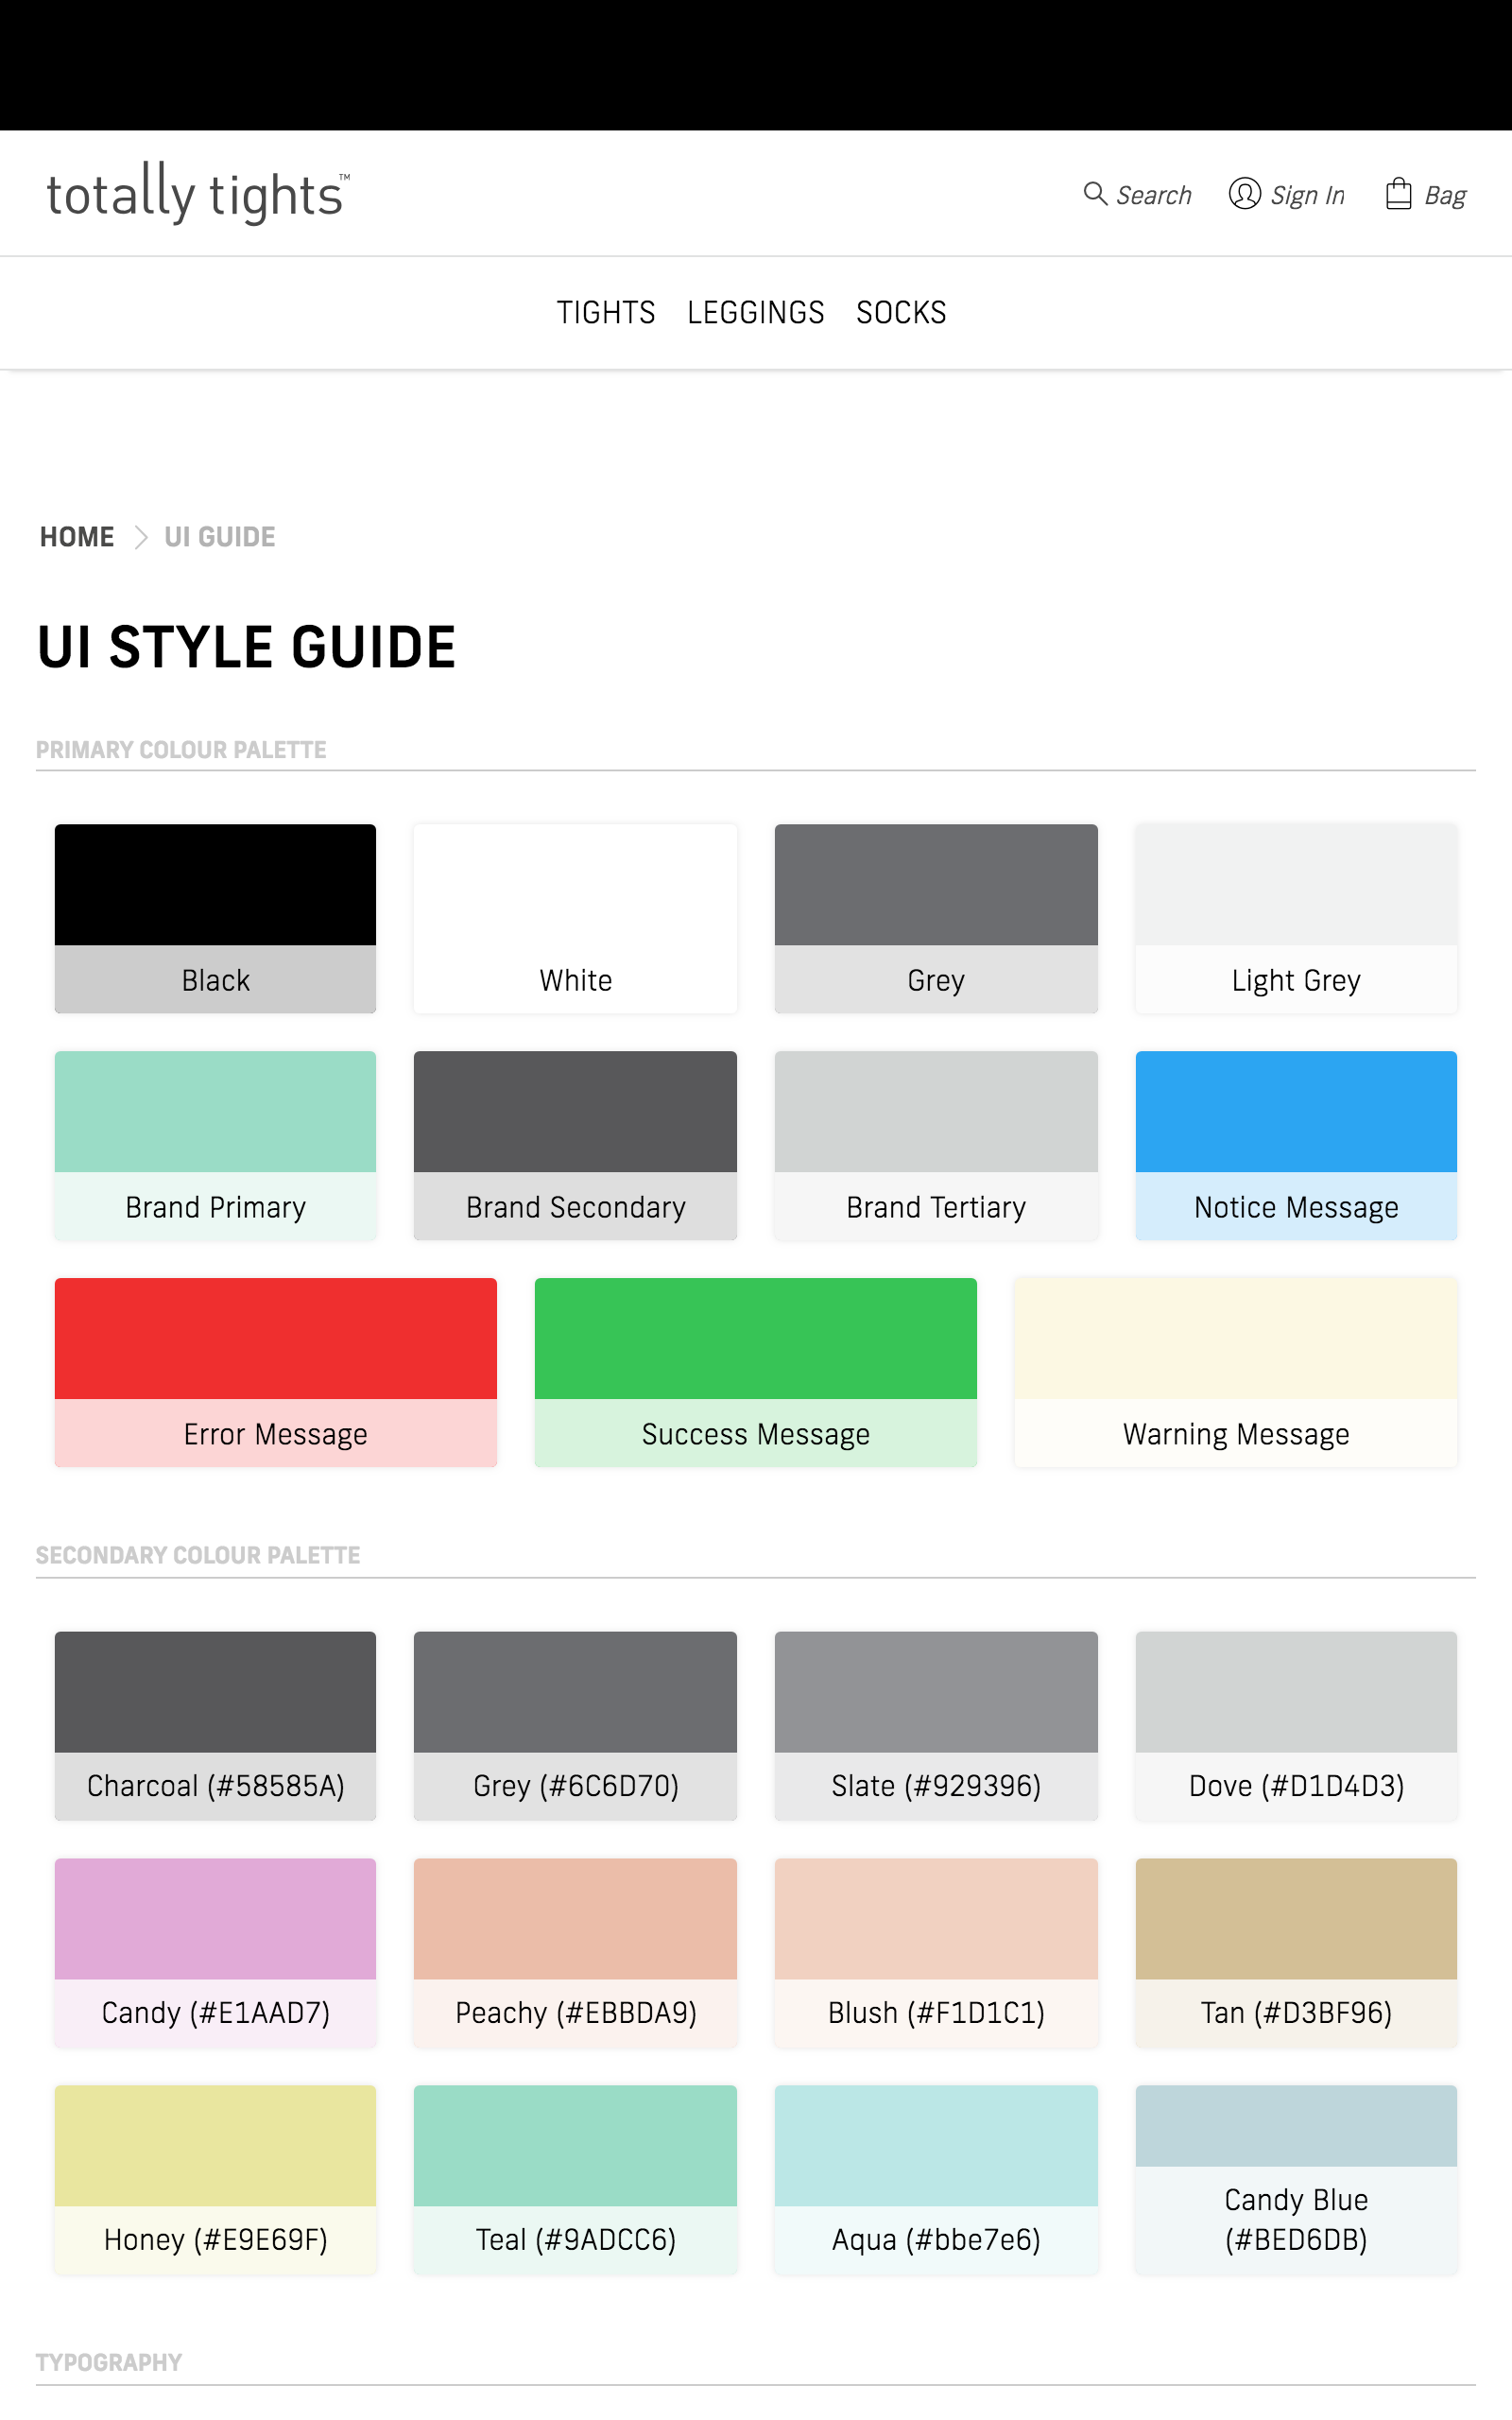 totally tights™
Search Sign In Bag
TIGHTS LEGGINGS SOCKS
HOME > UI GUIDE
UI STYLE GUIDE
PRIMARY COLOUR PALETTE
Black White Grey Light Grey
Brand Primary Brand Secondary Brand Tertiary Notice Message
Error Message Success Message Warning Message
SECONDARY COLOUR PALETTE
Charcoal (#58585A) Grey (#6C6D70) Slate (#929396) Dove (#D1D4D3)
Candy (#E1AAD7) Peachy (#EBBDA9) Blush (#F1D1C1) Tan (#D3BF96)
Honey (#E9E69F) Teal (#9ADCC6) Aqua (#bbe7e6) Candy Blue
(#BED6DB)
TYPOGRAPHY